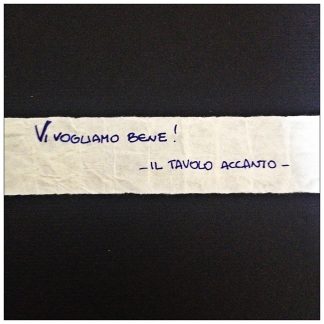 Vi vogliamo bene!
- il tavolo accanto -